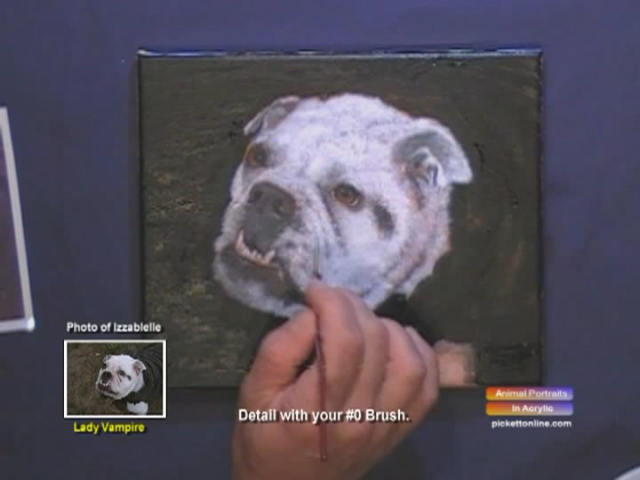 Photo of Izzablelle
Lady Vampire
Detail with your #0 Brush.
Animal Portraits
In Acrylic
pickettonline.com